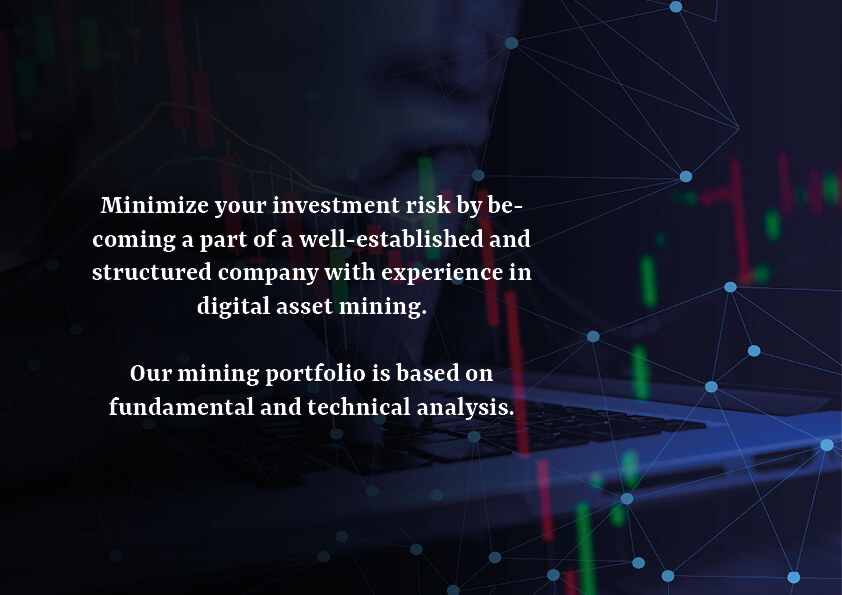 Minimize your investment risk by be-
coming a part of a well-established and
structured company with experience in
digital asset mining.
Our mining portfolio is based on
fundamental and technical analysis.